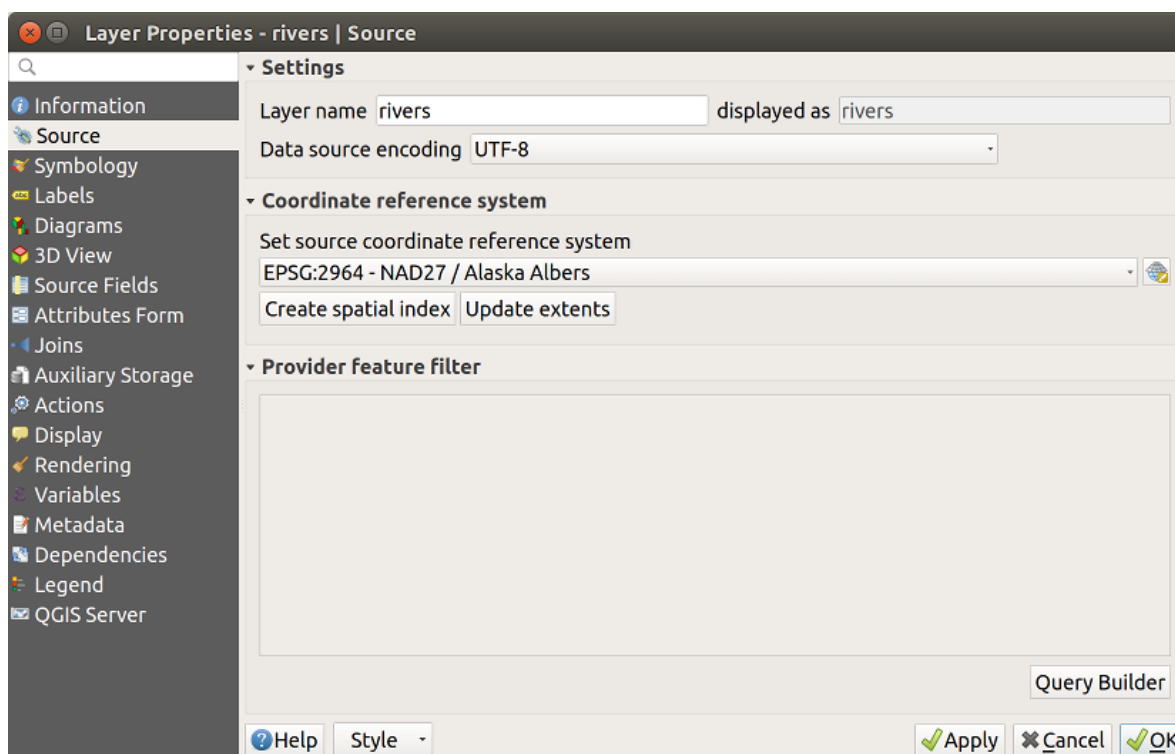 Layer Properties - rivers | Source
Information
Source
Symbology
Labels
Diagrams
3D View
Source Fields
Attributes Form
Joins
Auxiliary Storage
Actions
Display
Rendering
Variables
Metadata
Dependencies
Legend
QGIS Server
Settings
Layer name rivers displayed as rivers
Data source encoding UTF-8
Coordinate reference system
Set source coordinate reference system
EPSG:2964 - NAD27 / Alaska Albers
Create spatial index Update extents
Provider feature filter
Query Builder
Help Style Apply Cancel OK